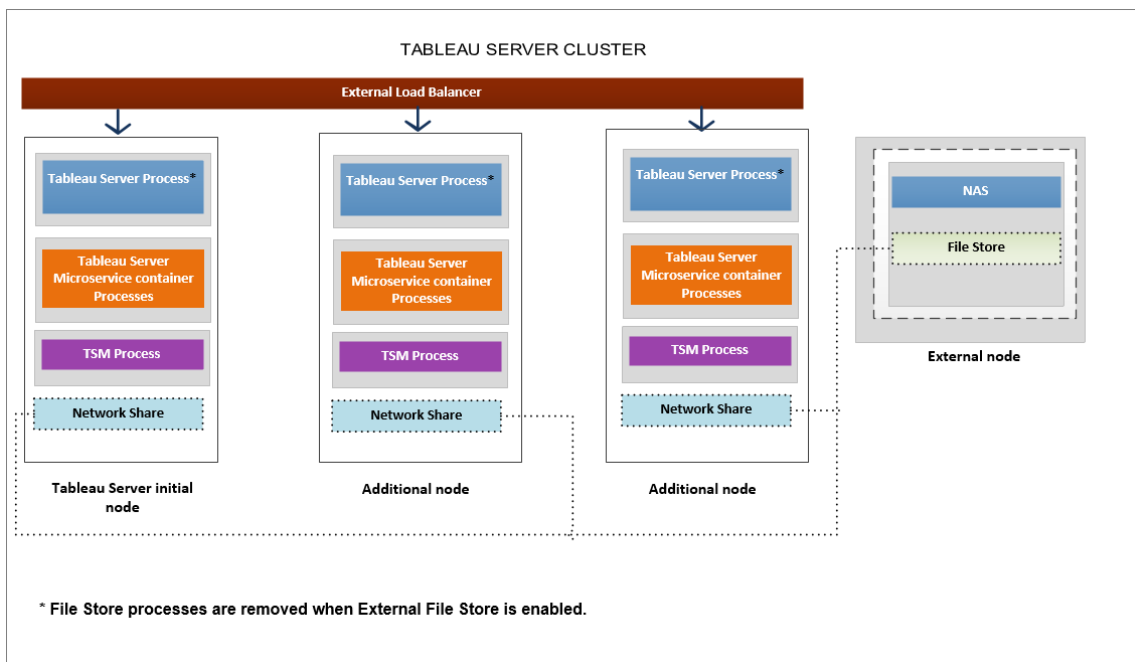 TABLEAU SERVER CLUSTER
External Load Balancer
Tableau Server Process*
Tableau Server
Microservice container
Processes
TSM Process
Network Share
Tableau Server initial
node
Tableau Server Process*
Tableau Server
Microservice container
Processes
TSM Process
Network Share
Additional node
Tableau Server Process*
Tableau Server
Microservice container
Processes
TSM Process
Network Share
Additional node
NAS
File Store
External node
* File Store processes are removed when External File Store is enabled.